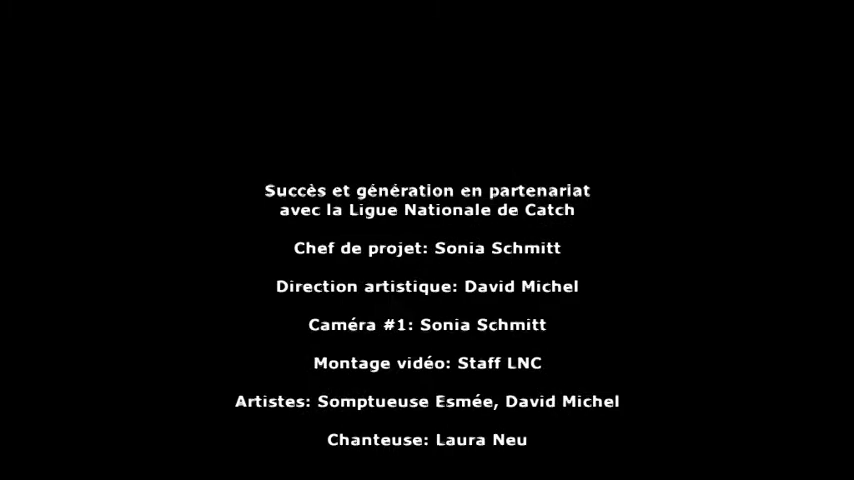 Succès et génération en partenariat
avec la Ligue Nationale de Catch
Chef de projet: Sonia Schmitt
Direction artistique: David Michel
Caméra #1: Sonia Schmitt
Montage vidéo: Staff LNC
Artistes: Somptueuse Esmée, David Michel
Chanteuse: Laura Neu